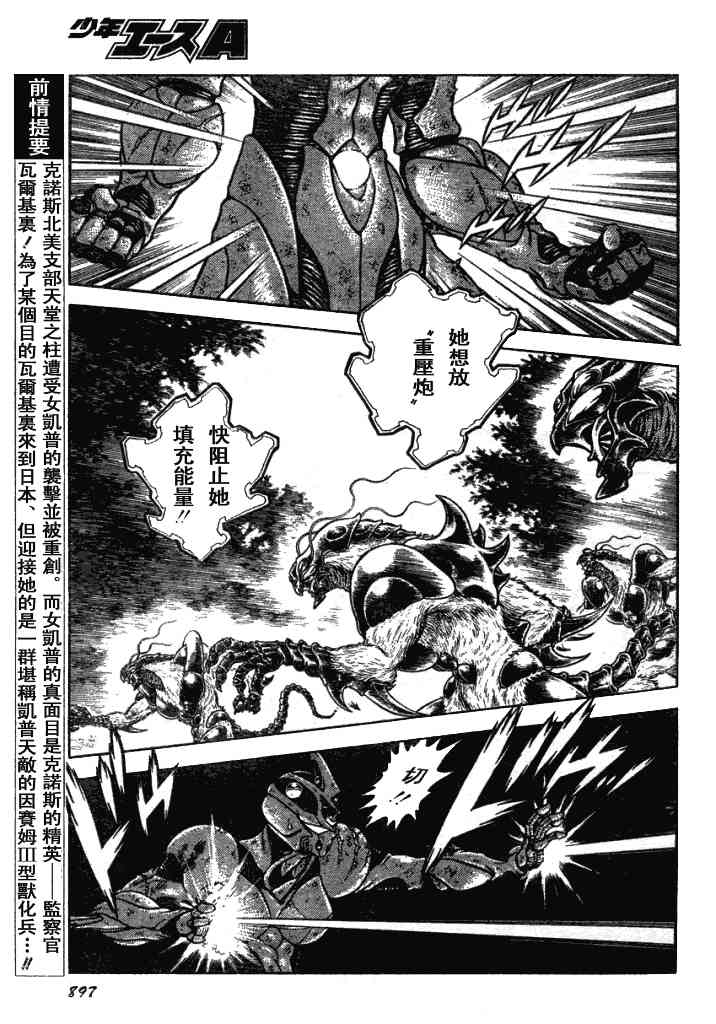 少年エースA
前情提要
克諾斯北美支部天堂之柱遭受女凱普的襲擊並被重創。而女凱普的真面目是克諾斯的精英——監察官
瓦爾基裏！為了某個目的瓦爾基裏來到日本、但迎接她的是一群堪稱凱普天敵的因賽姆III型獸化兵…!!
她想放
“重壓炮”
快阻止她
填充能量!!
切!!
897